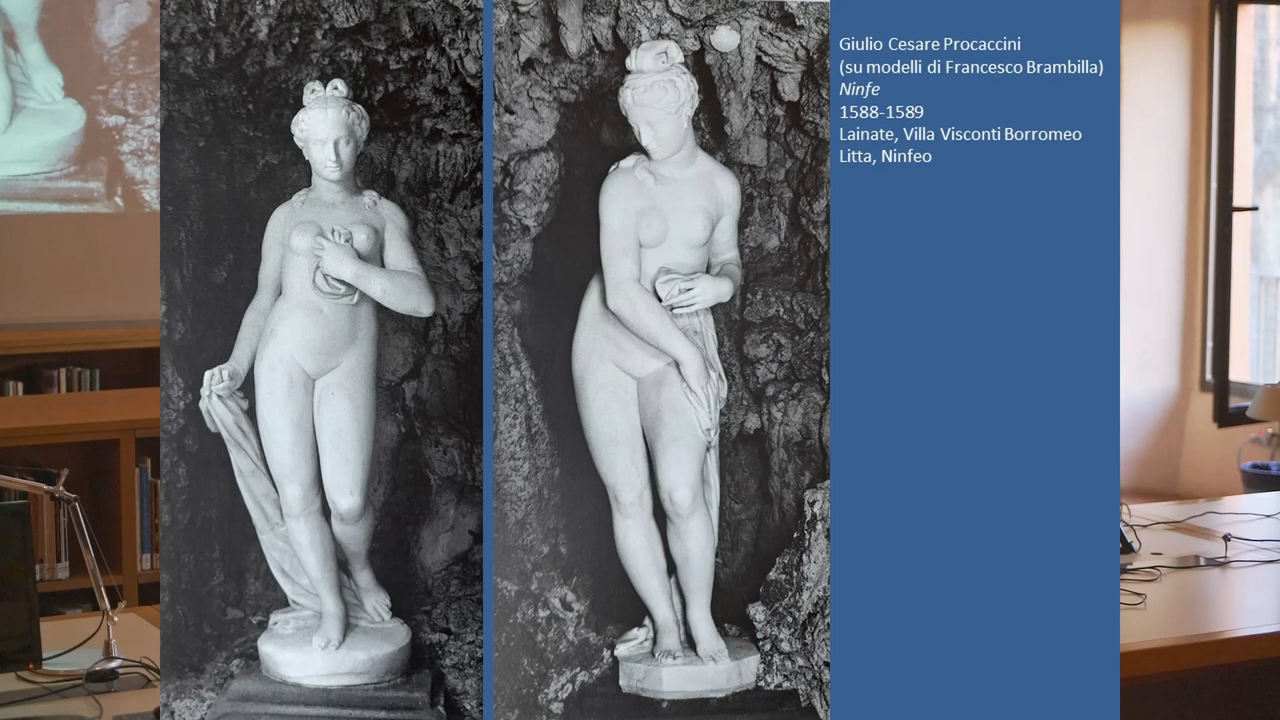 Giulio Cesare Procaccini
(su modelli di Francesco Brambilla)
Ninfe
1588-1589
Lainate, Villa Visconti Borromeo
Litta, Ninfeo